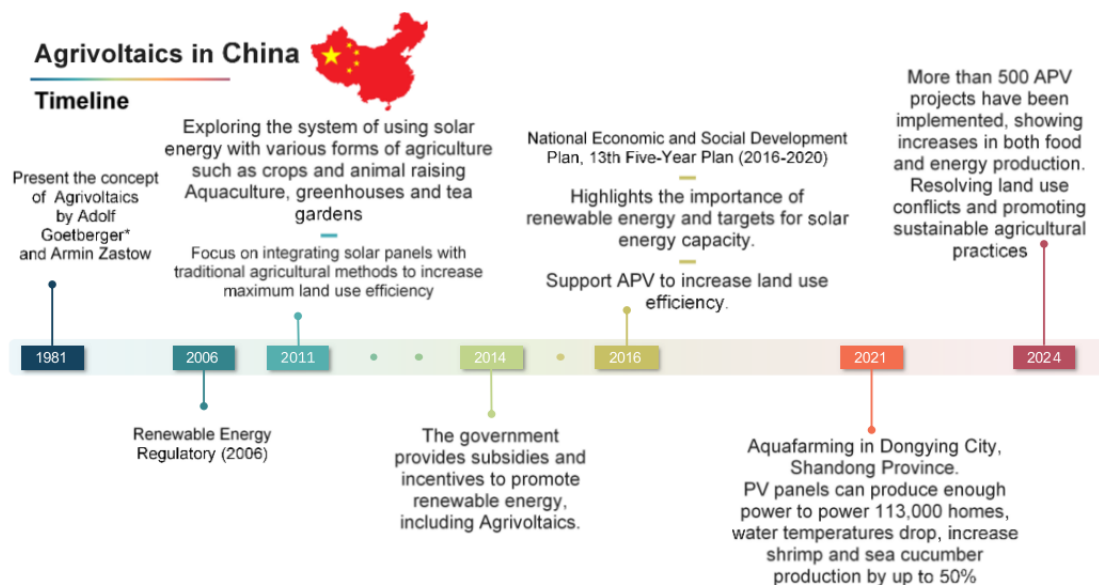 Agrivoltaics in China
Timeline
Present the concept
of Agrivoltaics
by Adolf
Goetberger*
and Armin Zastow
Exploring the system of using solar
energy with various forms of agriculture
such as crops and animal raising
Aquaculture, greenhouses and tea
gardens
Focus on integrating solar panels with
traditional agricultural methods to increase
maximum land use efficiency
National Economic and Social Development
Plan, 13th Five-Year Plan (2016-2020)
Highlights the importance of
renewable energy and targets for solar
energy capacity.
Support APV to increase land use
efficiency.
More than 500 APV
projects have been
implemented, showing
increases in both food
and energy production.
Resolving land use
conflicts and promoting
sustainable agricultural
practices
1981
2006
2011
2014
2016
2021
2024
Renewable Energy
Regulatory (2006)
The government
provides subsidies and
incentives to promote
renewable energy,
including Agrivoltaics.
Aquafarming in Dongying City,
Shandong Province.
PV panels can produce enough
power to power 113,000 homes,
water temperatures drop, increase
shrimp and sea cucumber
production by up to 50%